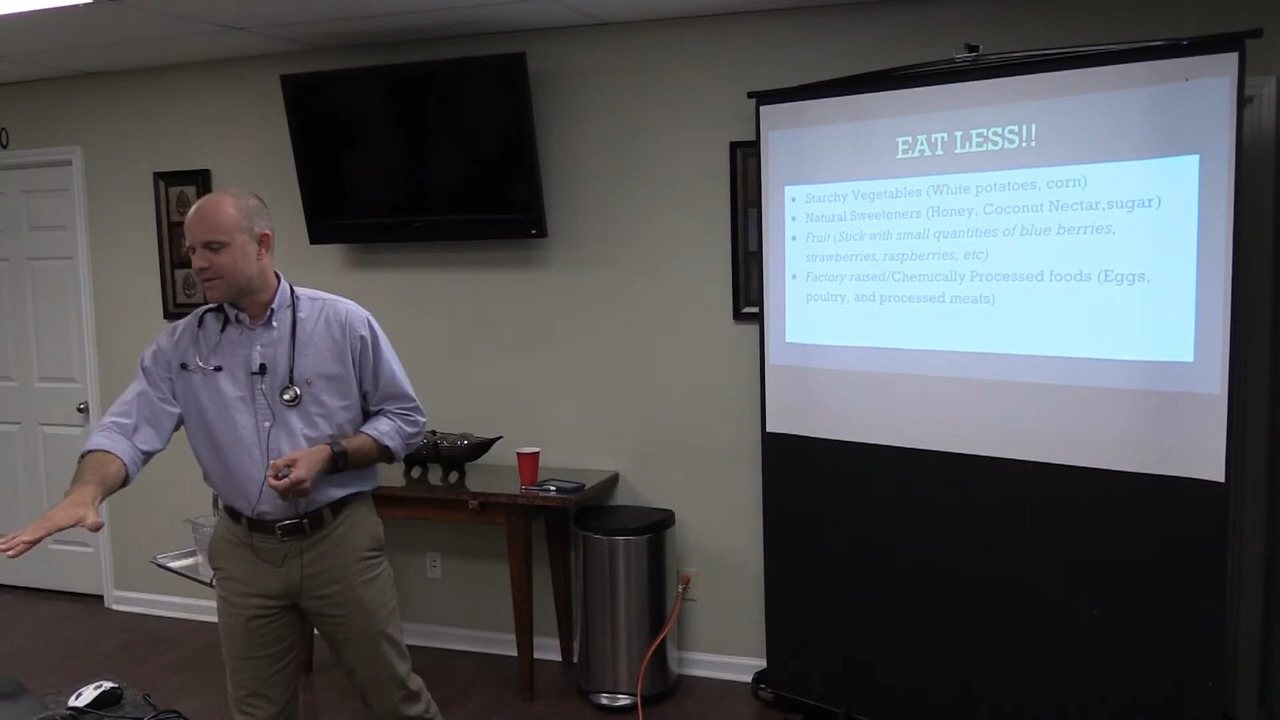 EAT LESS!!
Starchy Vegetables (White potatoes, corn)
Natural Sweeteners (Honey, Coconut Nectar,sugar)
Fruit (Stick with small quantities of blue berries,
strawberries, raspberries, etc)
Factory raised/Chemically Processed foods (Eggs,
poultry, and processed meats)